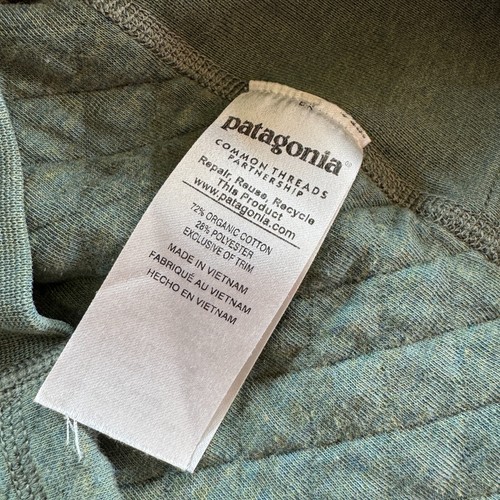 patagonia®
COMMON THREADS
PARTNERSHIP
Repair, Reuse, Recycle
This Product
www.patagonia.com
72% ORGANIC COTTON
28% POLYESTER
EXCLUSIVE OF TRIM
MADE IN VIETNAM
FABRIQUÉ AU VIETNAM
HECHO EN VIETNAM